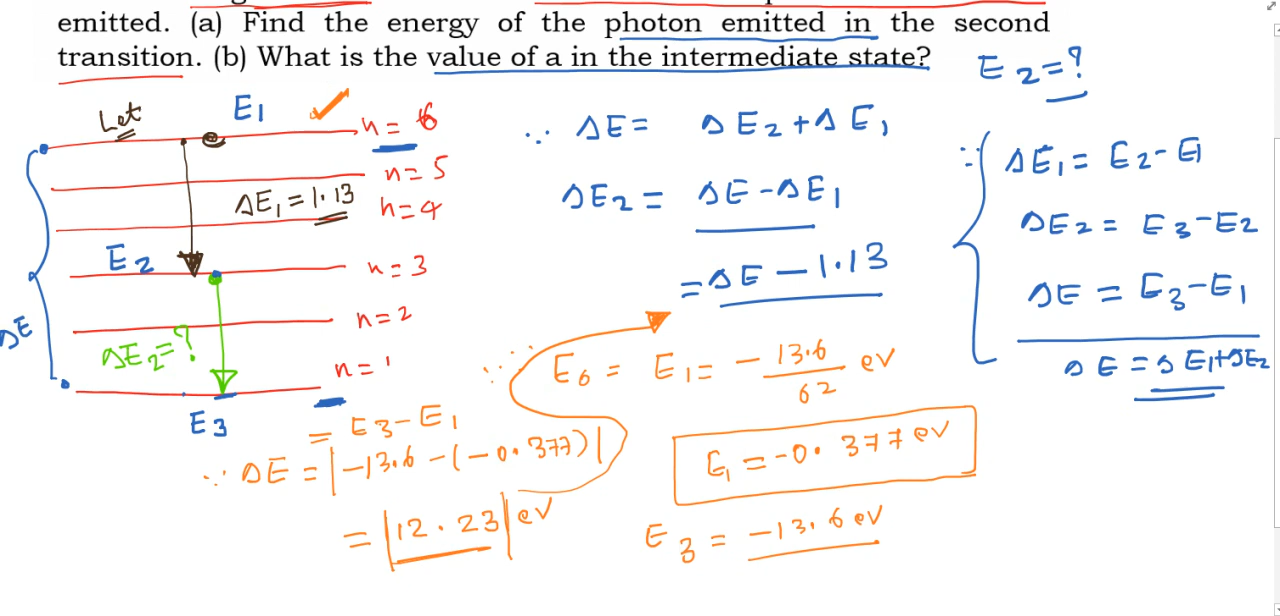 emitted. (a) Find the energy of the photon emitted in the second
transition. (b) What is the value of a in the intermediate state?
E2=?
Let
E1
n = 6
n = 5
ΔE1 = 1.13
n = 4
E2
n = 3
n = 2
ΔE
ΔE2 = ?
n = 1
E3
∵ ΔE = ΔE2 + ΔE1
ΔE2 = ΔE - ΔE1
= ΔE - 1.13
∵ ΔE1 = E2 - E1
ΔE2 = E3 - E2
ΔE = E3 - E1
ΔE = ΔE1 + ΔE2
∵ E6 = E1 = - 13.6 / 62 eV
E1 = -0.377 eV
E3 = -13.6 eV
= E3 - E1
∵ ΔE = |-13.6 - (-0.377)|
= |12.23| eV